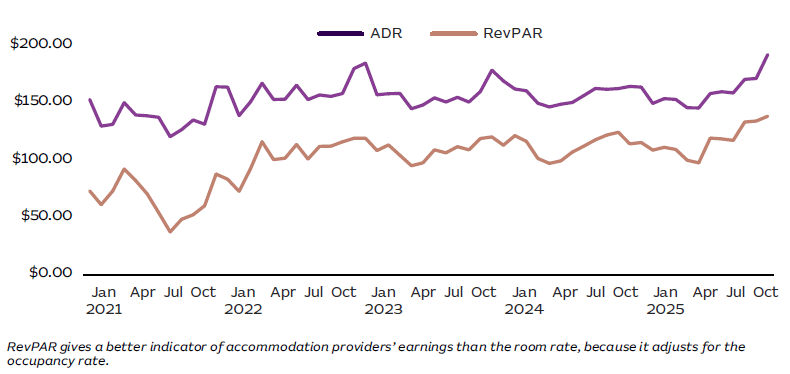 ADR RevPAR
$200.00
$150.00
$100.00
$50.00
$0.00
Jan Apr Jul Oct Jan Apr Jul Oct Jan Apr Jul Oct Jan Apr Jul Oct Jan Apr Jul Oct
2021 2022 2023 2024 2025
RevPAR gives a better indicator of accommodation providers' earnings than the room rate, because it adjusts for the
occupancy rate.